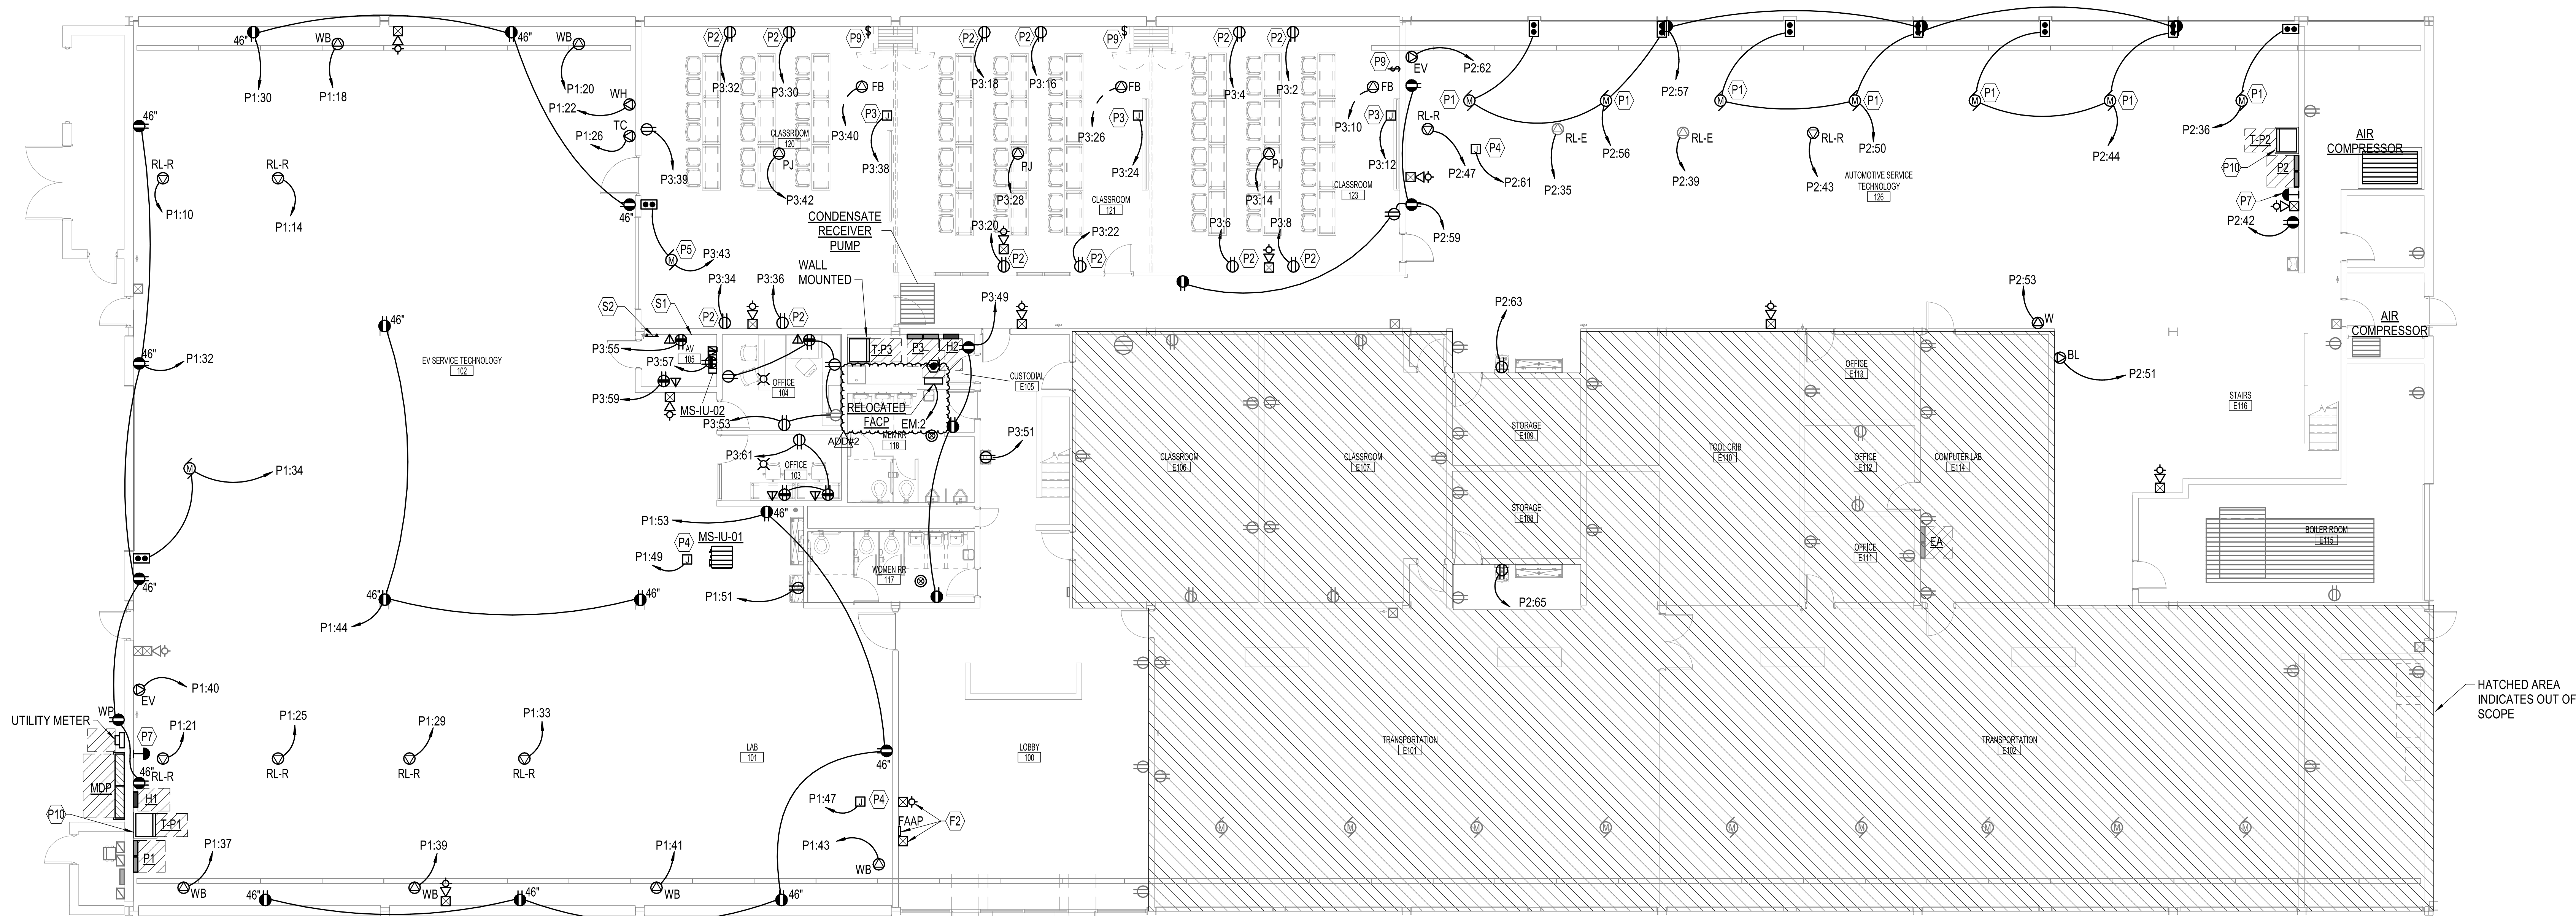 46"
WB
46"
WB
P2
P2
P9
$
P2
P2
P9
$
P2
P2
P9
$
EV
P2:62
P1:30
P1:18
P1:20
P3:32
P3:30
P3:18
P3:16
P3:4
P3:2
P2:57
WH
P1:22
FB
FB
FB
P1
P1
P1
P1
P1
P1
P1
TC
P1:26
P3:40
P3
P3:26
P3
P3:10
P3
RL-R
RL-E
RL-E
RL-R
P2:36
46"
CLASSROOM
120
P2:56
P2:50
P2:44
T-P2
AIR
COMPRESSOR
PJ
PJ
PJ
P4
P3:12
RL-R
RL-R
P3:39
P3:38
P3:24
P2:47
P2:61
P2:35
P2:39
P2:43
P10
P2
P3:42
P3:28
P3:14
CLASSROOM
123
AUTOMOTIVE SERVICE
TECHNOLOGY
126
P7
P1:10
46"
CLASSROOM
121
P1:14
CONDENSATE
RECEIVER
PUMP
P3:20
P3:22
P3:6
P3:8
P2:59
P2:42
P5
P3:43
WALL
MOUNTED
P2
P2
P2
P2
P3:34
P3:36
P2:53
S2
S1
P2
P2
P3:49
P2:63
W
AIR
COMPRESSOR
46"
P3:55
T-P3
P3
H2
46"
P1:32
EV SERVICE TECHNOLOGY
102
P3:57
AV
105
OFFICE
104
CUSTODIAL
E105
OFFICE
E113
BL
P2:51
P3:59
MS-IU-02
P3:53
RELOCATED
FACP
EM:2
STAIRS
E116
ADD#2
MEN RR
118
STORAGE
E109
P3:61
OFFICE
103
P3:51
CLASSROOM
E106
CLASSROOM
E107
TOOL CRIB
E110
OFFICE
E112
COMPUTER LAB
E114
M
P1:34
P1:53
46"
STORAGE
E108
BOILER ROOM
E115
P4
MS-IU-01
P1:49
J
EA
OFFICE
E111
WOMEN RR
117
46"
46"
46"
P1:51
P2:65
P1:44
P1:40
EV
HATCHED AREA
INDICATES OUT OF
SCOPE
WP
UTILITY METER
P1:21
P1:25
P1:29
P1:33
P7
LAB
101
LOBBY
100
TRANSPORTATION
E101
TRANSPORTATION
E102
46"
46"
RL-R
RL-R
RL-R
RL-R
MDP
H1
P1:47
J
P4
P10
T-P1
FAAP
F2
P1:37
P1:39
P1:41
P1:43
P1
WB
WB
WB
WB
46"
46"
46"